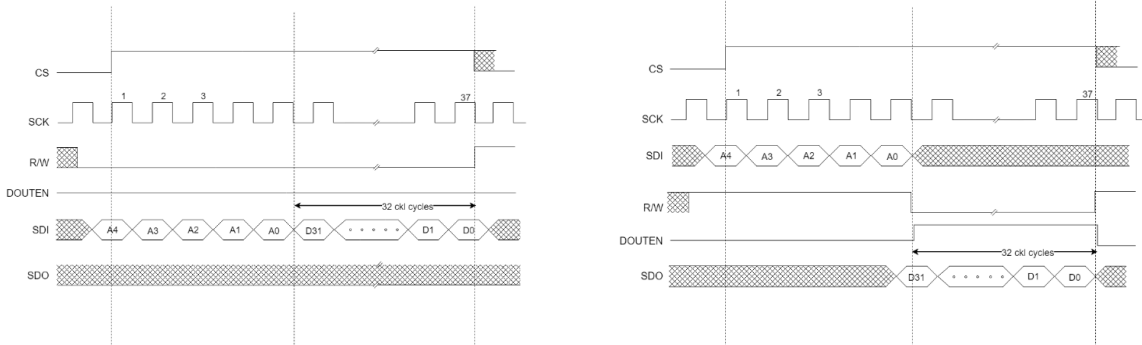 CS
1 2 3 37
SCK
R/W
DOUTEN
32 ckl cycles
SDI A4 A3 A2 A1 A0 D31 D1 D0
SDO
CS
1 2 3 37
SCK
SDI A4 A3 A2 A1 A0
R/W
DOUTEN
32 ckl cycles
SDO D31 D1 D0